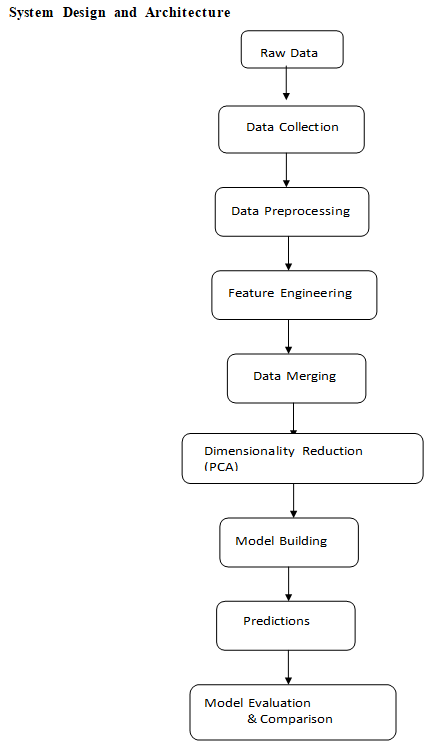 System Design and Architecture
Raw Data
Data Collection
Data Preprocessing
Feature Engineering
Data Merging
Dimensionality Reduction
(PCA)
Model Building
Predictions
Model Evaluation
& Comparison